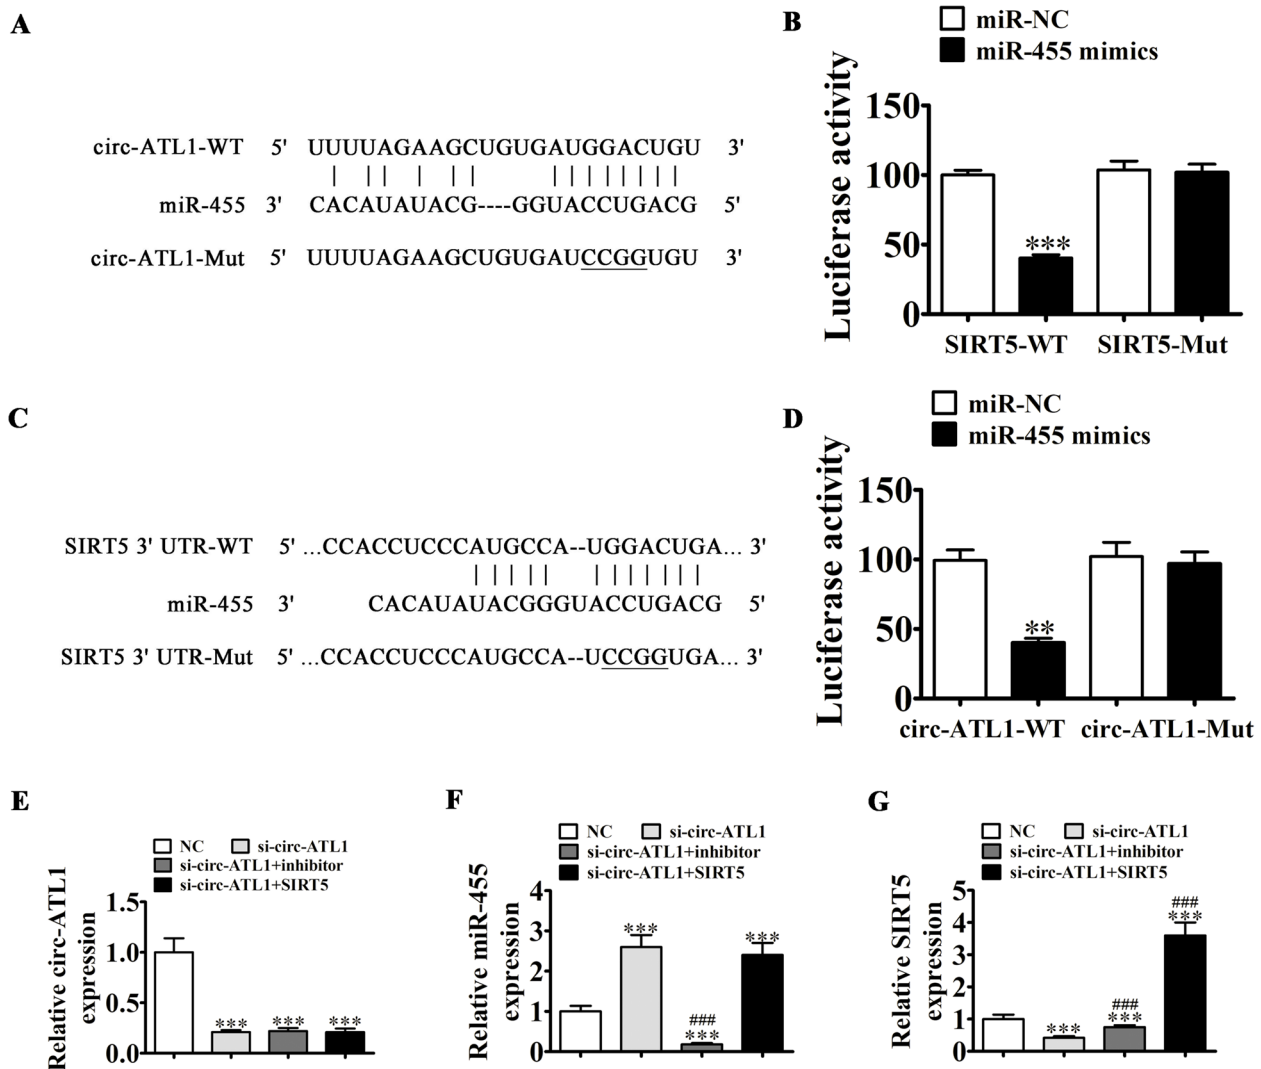 A
circ-ATL1-WT 5' UUUUAGAAGCUGUGAUGGACUGU 3'
miR-455 3' CACAUAUACG----GGUACCUGACG 5'
circ-ATL1-Mut 5' UUUUAGAAGCUGUGAUCCGGUGU 3'
B
miR-NC
miR-455 mimics
Luciferase activity
150
100
50
0
***
SIRT5-WT SIRT5-Mut
C
SIRT5 3' UTR-WT 5' ...CCACCUCCCAUGCCA--UGGACUGA... 3'
miR-455 3' CACAUAUACGGGUACCUGACG 5'
SIRT5 3' UTR-Mut 5' ...CCACCUCCCAUGCCA--UCCGGUGA... 3'
D
miR-NC
miR-455 mimics
Luciferase activity
150
100
50
0
**
circ-ATL1-WT circ-ATL1-Mut
E
NC si-circ-ATL1
si-circ-ATL1+inhibitor
si-circ-ATL1+SIRT5
Relative circ-ATL1
expression
1.5
1.0
0.5
0.0
*** *** ***
F
NC si-circ-ATL1
si-circ-ATL1+inhibitor
si-circ-ATL1+SIRT5
Relative miR-455
expression
4
3
2
1
0
*** ***
###
***
G
NC si-circ-ATL1
si-circ-ATL1+inhibitor
si-circ-ATL1+SIRT5
Relative SIRT5
expression
5
4
3
2
1
0
***
###
***
###
***